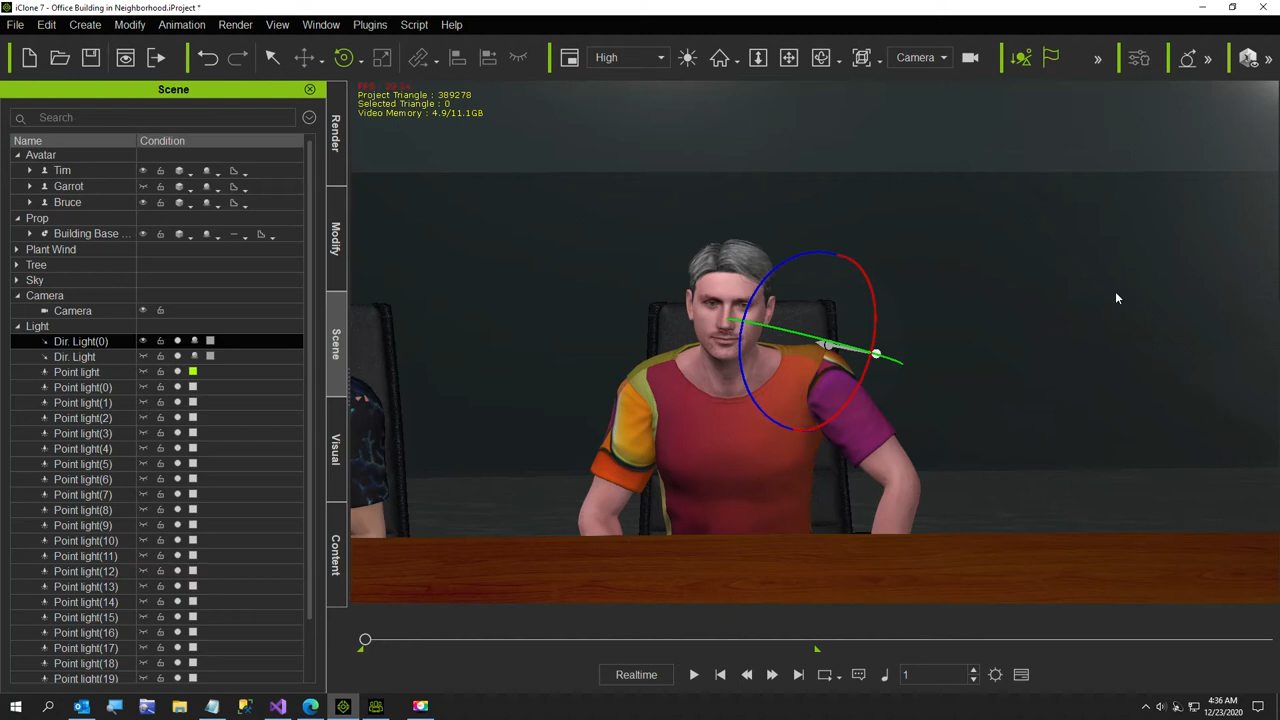 iClone 7 - Office Building in Neighborhood.iProject *
File Edit Create Modify Animation Render View Window Plugins Script Help
High Camera
Scene
Search
Name Condition
Avatar
Tim
Garrot
Bruce
Prop
Building Base ...
Plant Wind
Tree
Sky
Camera
Camera
Light
Dir. Light(0)
Dir. Light
Point light
Point light(0)
Point light(1)
Point light(2)
Point light(3)
Point light(4)
Point light(5)
Point light(6)
Point light(7)
Point light(8)
Point light(9)
Point light(10)
Point light(11)
Point light(12)
Point light(13)
Point light(14)
Point light(15)
Point light(16)
Point light(17)
Point light(18)
Point light(19)
Render
Modify
Scene
Visual
Content
Project Triangle : 389278
Selected Triangle : 0
Video Memory : 4.9/11.1GB
Realtime 1
4:36 AM
12/23/2020